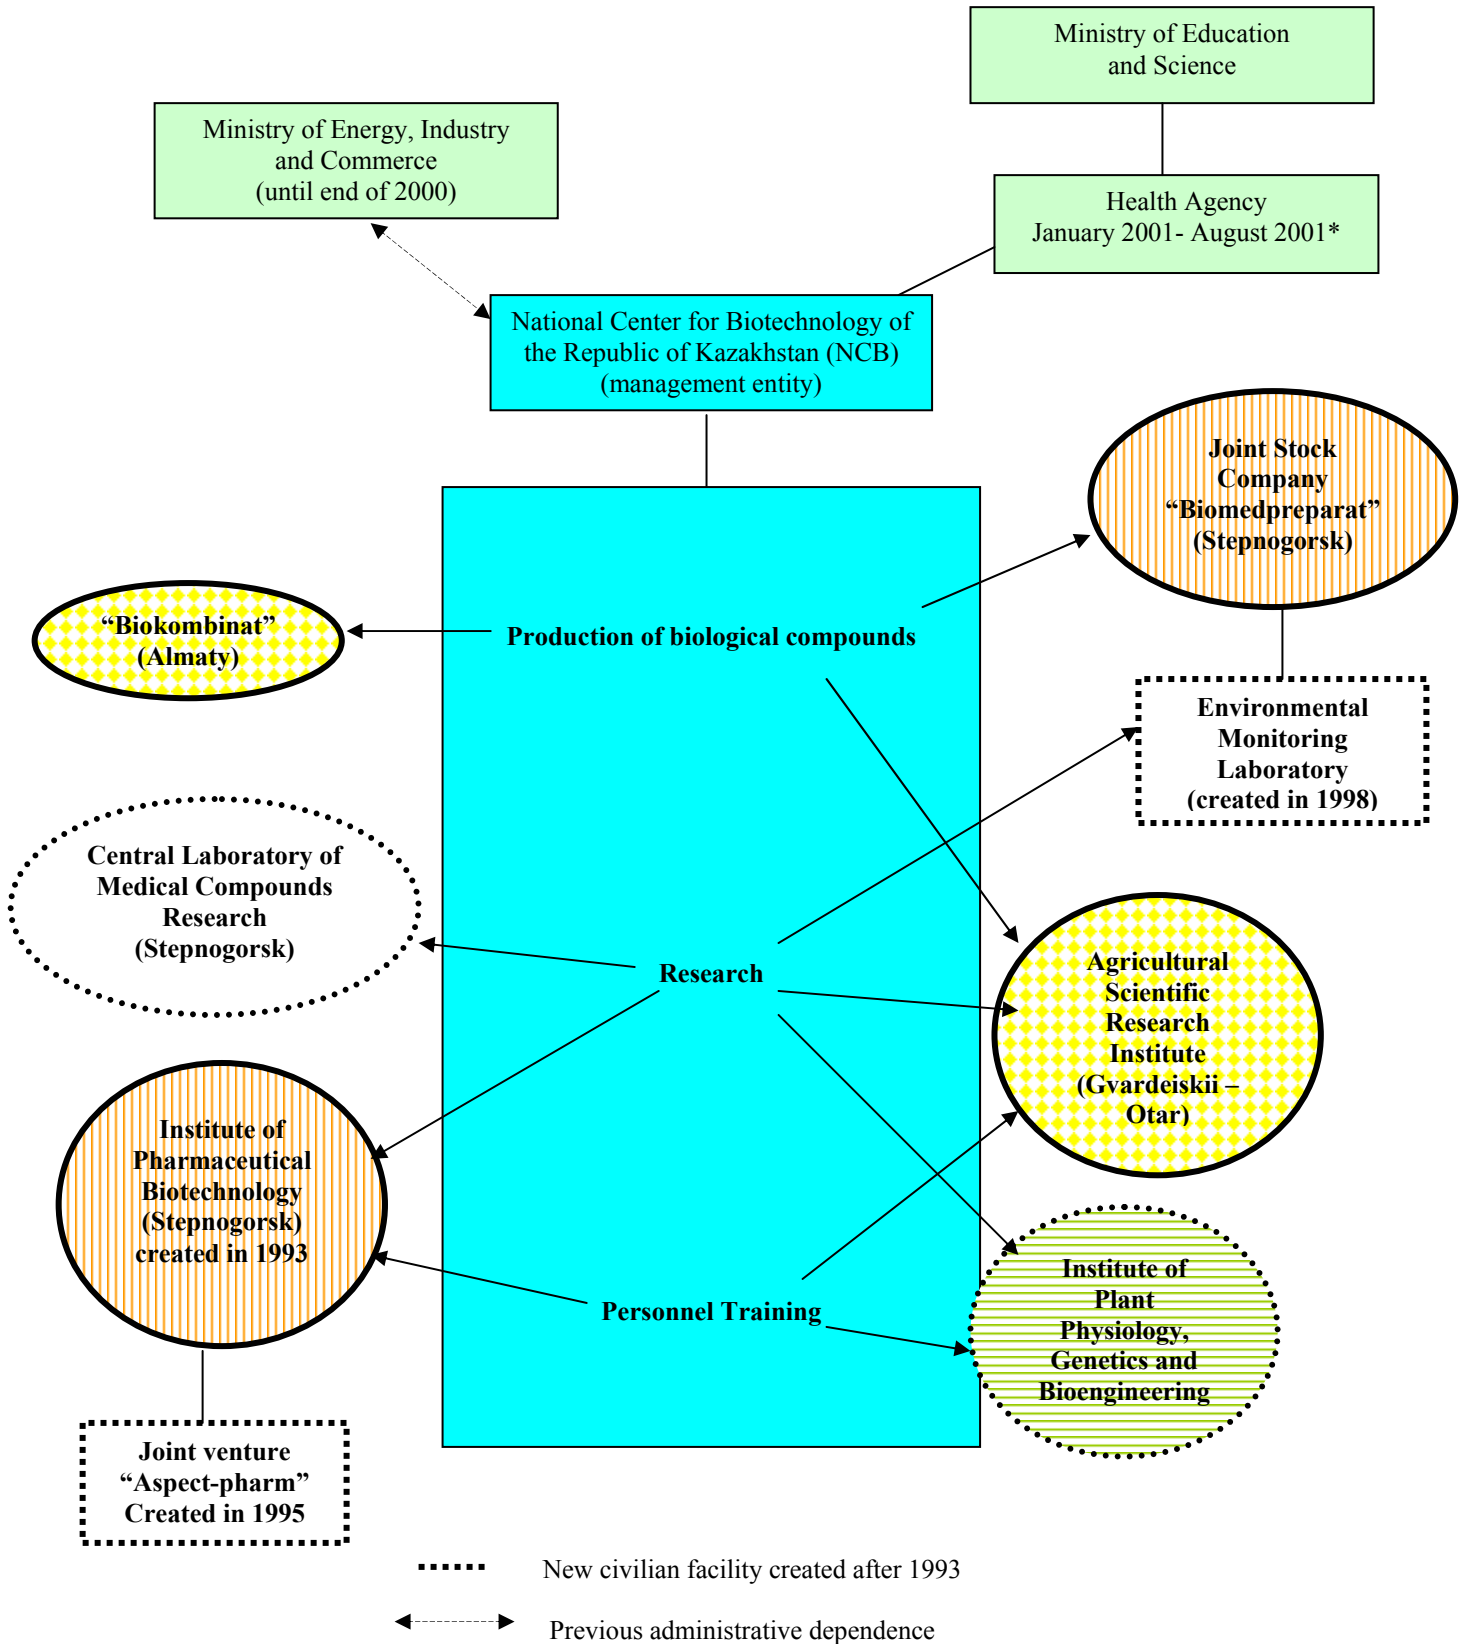 Ministry of Education
and Science
Ministry of Energy, Industry
and Commerce
(until end of 2000)
Health Agency
January 2001- August 2001*
National Center for Biotechnology of
the Republic of Kazakhstan (NCB)
(management entity)
Joint Stock
Company
“Biomedpreparat”
(Stepnogorsk)
“Biokombinat”
(Almaty)
Production of biological compounds
Environmental
Monitoring
Laboratory
(created in 1998)
Central Laboratory of
Medical Compounds
Research
(Stepnogorsk)
Research
Agricultural
Scientific
Research
Institute
(Gvardeiskii –
Otar)
Institute of
Pharmaceutical
Biotechnology
(Stepnogorsk)
created in 1993
Personnel Training
Institute of
Plant
Physiology,
Genetics and
Bioengineering
Joint venture
“Aspect-pharm”
Created in 1995
New civilian facility created after 1993
Previous administrative dependence